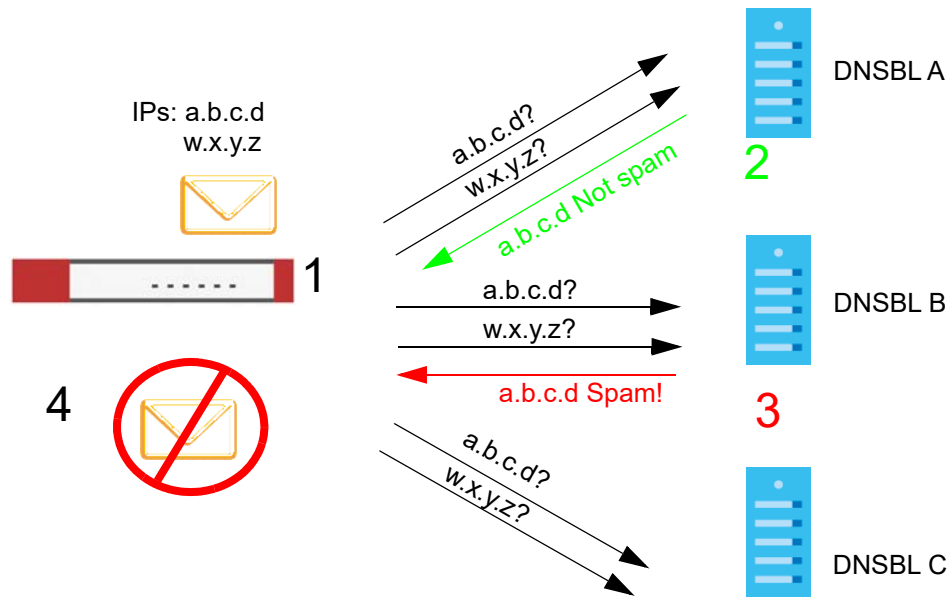 IPs: a.b.c.d
w.x.y.z
1
a.b.c.d?
w.x.y.z?
a.b.c.d Not spam
DNSBL A
2
a.b.c.d?
w.x.y.z?
a.b.c.d Spam!
DNSBL B
3
4
a.b.c.d?
w.x.y.z?
DNSBL C